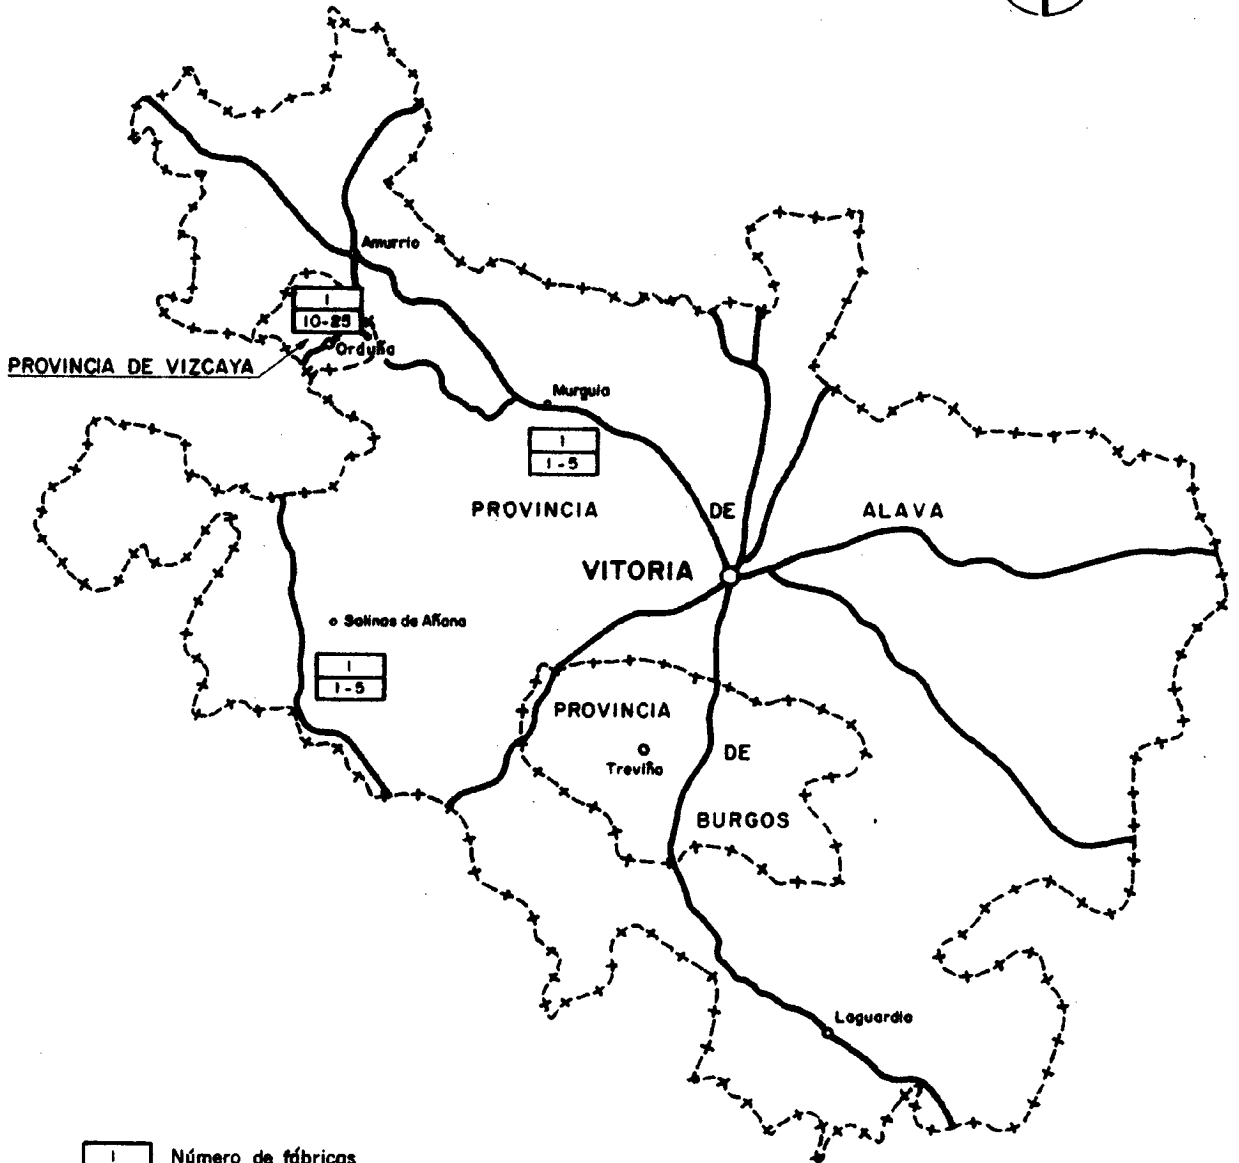 Amurrio
1
10-25
Orduña
PROVINCIA DE VIZCAYA
Murguia
1
1-5
PROVINCIA DE ALAVA
VITORIA
Salinas de Añana
1
1-5
PROVINCIA
DE
Treviño
BURGOS
Laguardia
1 Número de fábricas